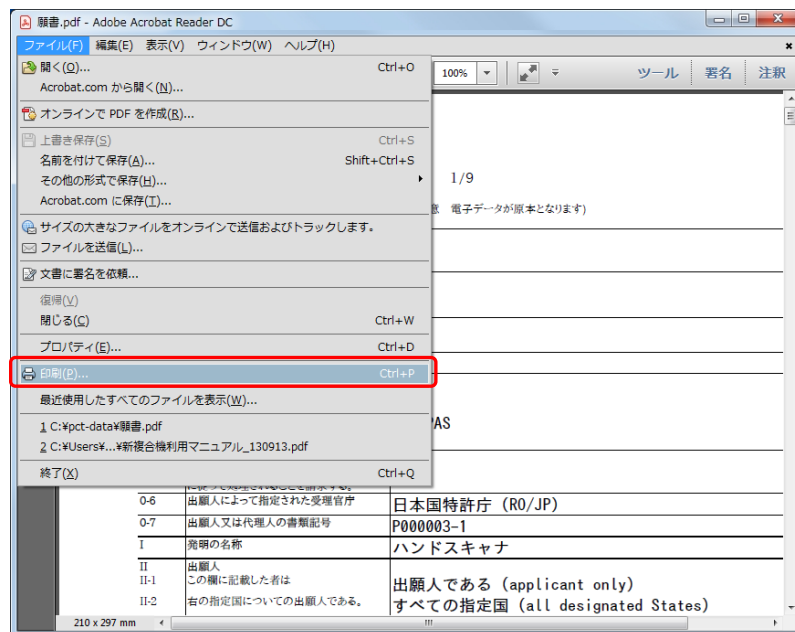 願書.pdf - Adobe Acrobat Reader DC
ファイル(F) 編集(E) 表示(V) ウィンドウ(W) ヘルプ(H)
開く(O)... Ctrl+O
Acrobat.com から開く(N)...
オンラインで PDF を作成(R)...
上書き保存(S) Ctrl+S
名前を付けて保存(A)... Shift+Ctrl+S
その他の形式で保存(H)...
Acrobat.com に保存(T)...
サイズの大きなファイルをオンラインで送信およびトラックします。
ファイルを送信(L)...
文書に署名を依頼...
復帰(V)
閉じる(C) Ctrl+W
プロパティ(E)... Ctrl+D
印刷(P)... Ctrl+P
最近使用したすべてのファイルを表示(W)...
1 C:¥pct-data¥願書.pdf
2 C:¥Users¥...¥新複合機利用マニュアル_130913.pdf
終了(X) Ctrl+Q
100% ツール 署名 注釈
1/9
意 電子データが原本となります)
PAS
0-6 出願人によって指定された受理官庁 日本国特許庁 (RO/JP)
0-7 出願人又は代理人の書類記号 P000003-1
I 発明の名称 ハンドスキャナ
II 出願人
II-1 この欄に記載した者は 出願人である (applicant only)
II-2 右の指定国についての出願人である。 すべての指定国 (all designated States)
210 x 297 mm